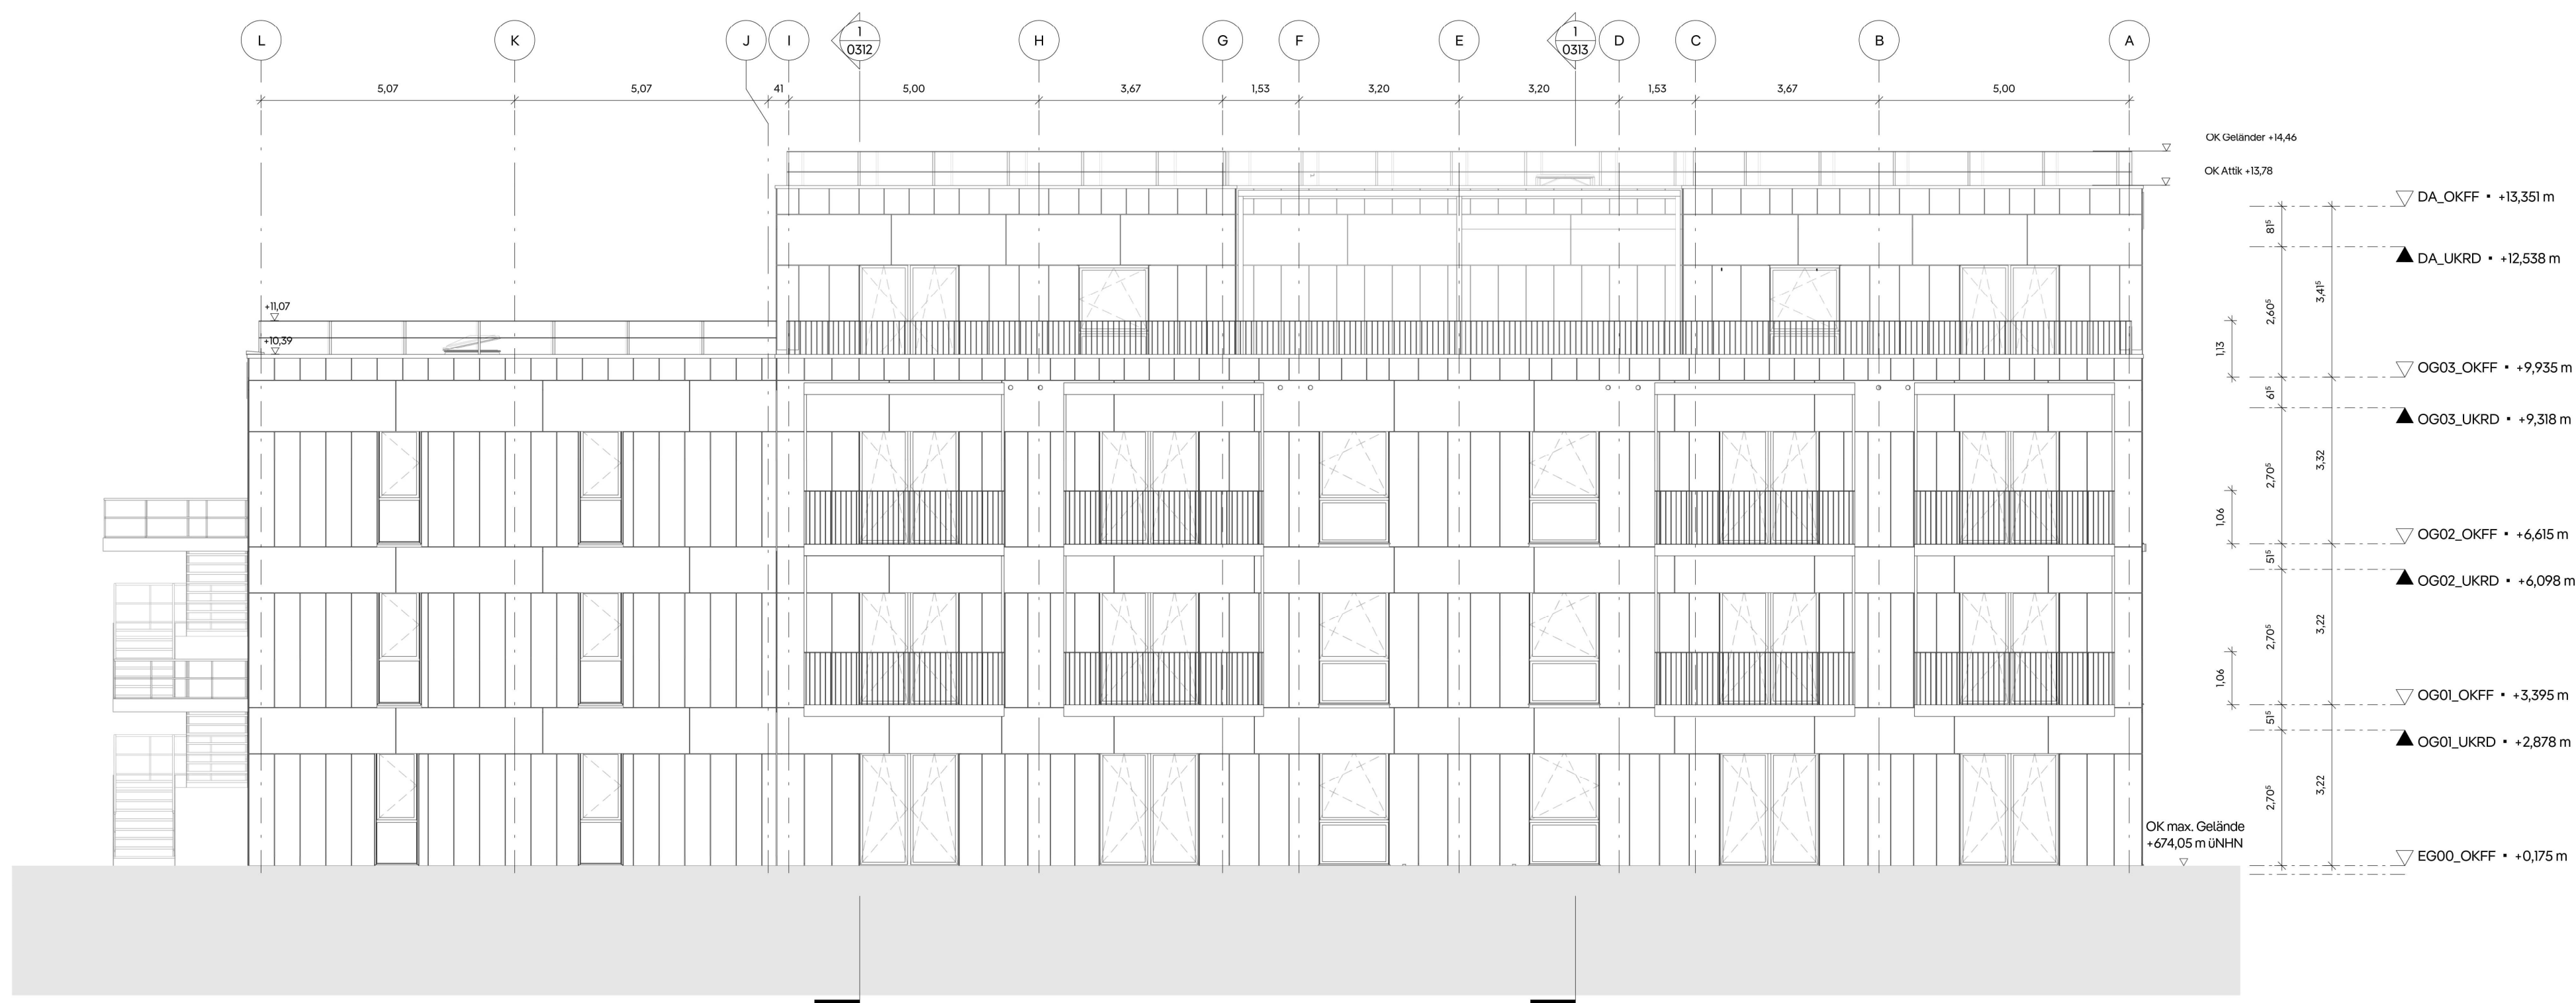 L
K
J
I
1
0312
H
G
F
E
1
0313
D
C
B
A
5,07
5,07
41
5,00
3,67
1,53
3,20
3,20
1,53
3,67
5,00
OK Geländer +14,46
OK Attik +13,78
DA_OKFF ▪ +13,351 m
81⁵
DA_UKRD ▪ +12,538 m
3,41⁵
2,60⁵
+11,07
+10,39
1,13
OG03_OKFF ▪ +9,935 m
61⁵
OG03_UKRD ▪ +9,318 m
3,32
2,70⁵
1,06
OG02_OKFF ▪ +6,615 m
51⁵
OG02_UKRD ▪ +6,098 m
3,22
2,70⁵
1,06
OG01_OKFF ▪ +3,395 m
51⁵
OG01_UKRD ▪ +2,878 m
3,22
2,70⁵
OK max. Gelände
+674,05 m üNHN
EG00_OKFF ▪ +0,175 m